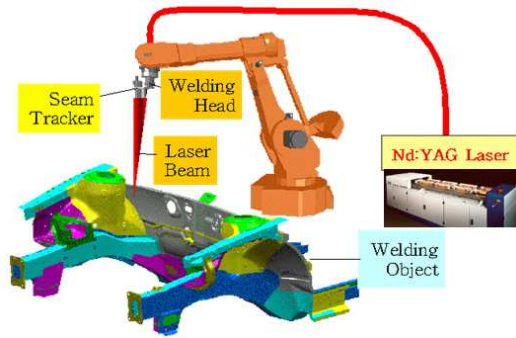 Seam
Tracker
Welding
Head
Laser
Beam
Nd:YAG Laser
Welding
Object